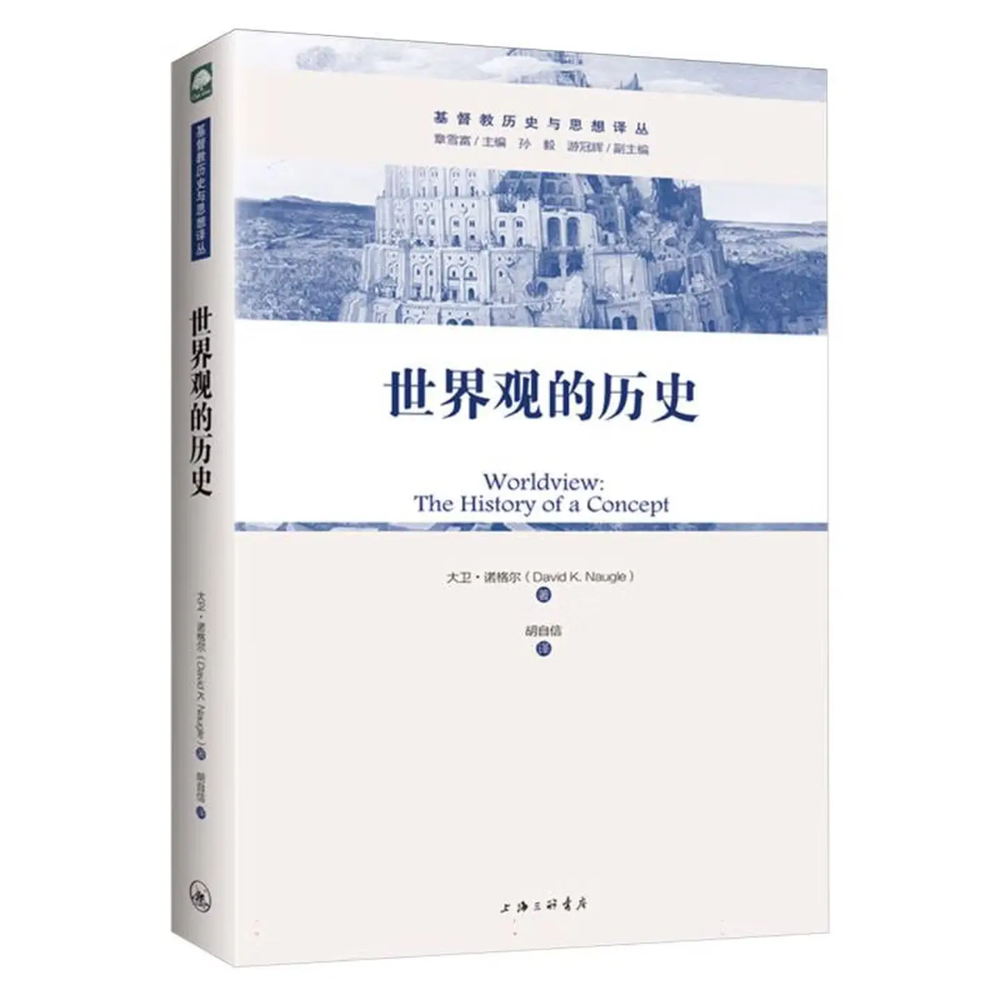 基督教历史与思想译丛
章雪富/主编 孙 毅 游冠辉/副主编
世界观的历史
Worldview:
The History of a Concept
大卫·诺格尔（David K. Naugle）
著
胡自信
译
上海三联书店
基督教历史与思想译丛
世界观的历史
大卫·诺格尔（David K. Naugle）著
胡自信 译